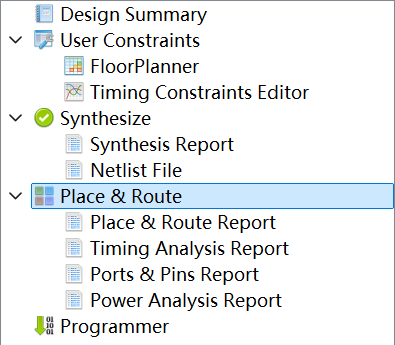 Design Summary
User Constraints
FloorPlanner
Timing Constraints Editor
Synthesize
Synthesis Report
Netlist File
Place & Route
Place & Route Report
Timing Analysis Report
Ports & Pins Report
Power Analysis Report
Programmer